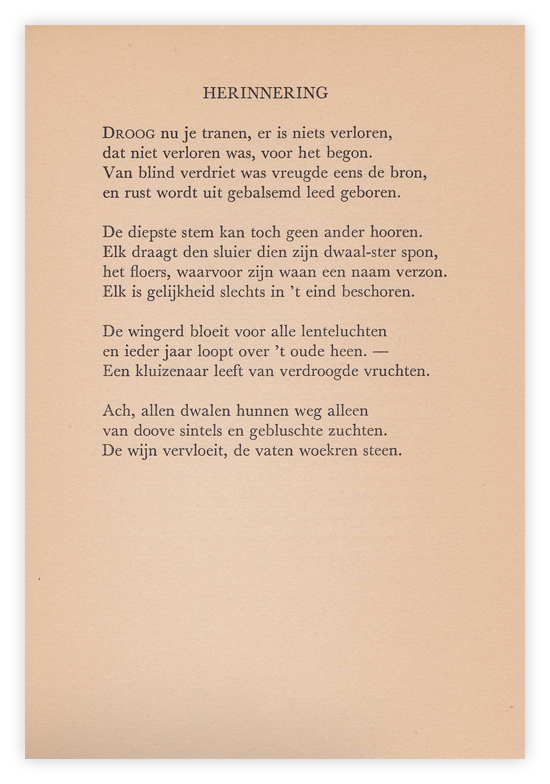 HERINNERING
DROOG nu je tranen, er is niets verloren,
dat niet verloren was, voor het begon.
Van blind verdriet was vreugde eens de bron,
en rust wordt uit gebalsemd leed geboren.
De diepste stem kan toch geen ander hooren.
Elk draagt den sluier dien zijn dwaal-ster spon,
het floers, waarvoor zijn waan een naam verzon.
Elk is gelijkheid slechts in ’t eind beschoren.
De wingerd bloeit voor alle lenteluchten
en ieder jaar loopt over ’t oude heen. —
Een kluizenaar leeft van verdroogde vruchten.
Ach, allen dwalen hunnen weg alleen
van doove sintels en gebluschte zuchten.
De wijn vervloeit, de vaten woekren steen.